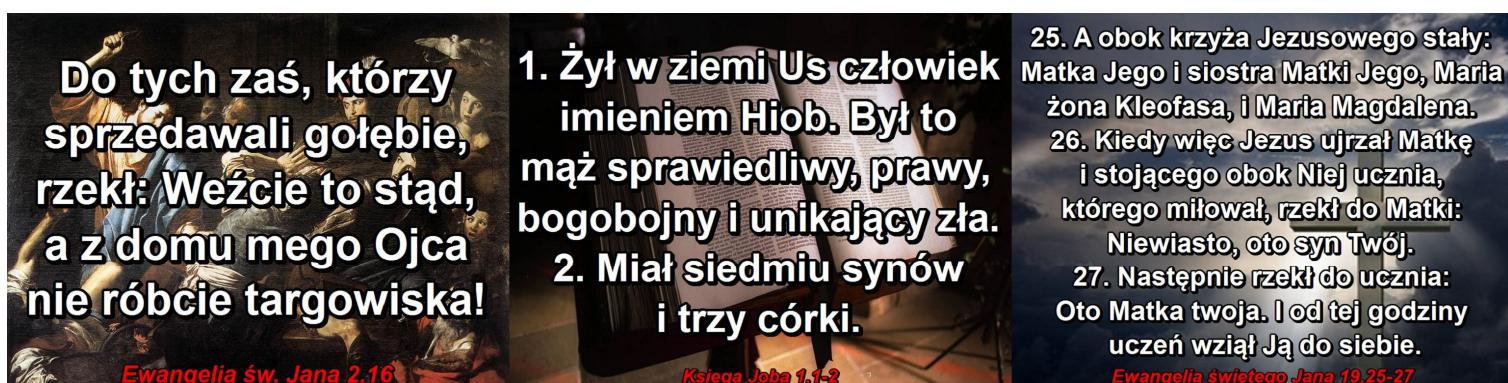 Do tych zaś, którzy
sprzedawali gołębie,
rzekł: Weźcie to stąd,
a z domu mego Ojca
nie róbcie targowiska!
Ewangelia św. Jana 2,16
1. Żył w ziemi Us człowiek
imieniem Hiob. Był to
mąż sprawiedliwy, prawy,
bogobojny i unikający zła.
2. Miał siedmiu synów
i trzy córki.
Księga Joba 1,1-2
25. A obok krzyża Jezusowego stały:
Matka Jego i siostra Matki Jego, Maria
żona Kleofasa, i Maria Magdalena.
26. Kiedy więc Jezus ujrzał Matkę
i stojącego obok Niej ucznia,
którego miłował, rzekł do Matki:
Niewiasto, oto syn Twój.
27. Następnie rzekł do ucznia:
Oto Matka twoja. I od tej godziny
uczeń wziął Ją do siebie.
Ewangelia świętego Jana 19,25-27